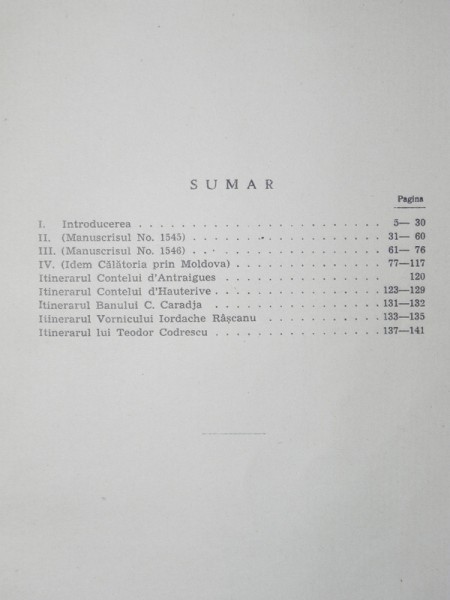 SUMAR
Pagina
I. Introducerea . . . . . . . . . . . . . . . . . 5— 30
II. (Manuscrisul No. 1545) . . . . . . . . . . . . . 31— 60
III. (Manuscrisul No. 1546) . . . . . . . . . . . . . 61— 76
IV. (Idem Călătoria prin Moldova) . . . . . . . . . . 77—117
Itinerarul Contelui d'Antraigues . . . . . . . . . . . 120
Itinerarul Contelui d'Hauterive . . . . . . . . . . . 123—129
Itinerarul Banului C. Caradja . . . . . . . . . . . . 131—132
Itinerarul Vornicului Iordache Râșcanu . . . . . . . . 133—135
Itinerarul lui Teodor Codrescu . . . . . . . . . . . . 137—141